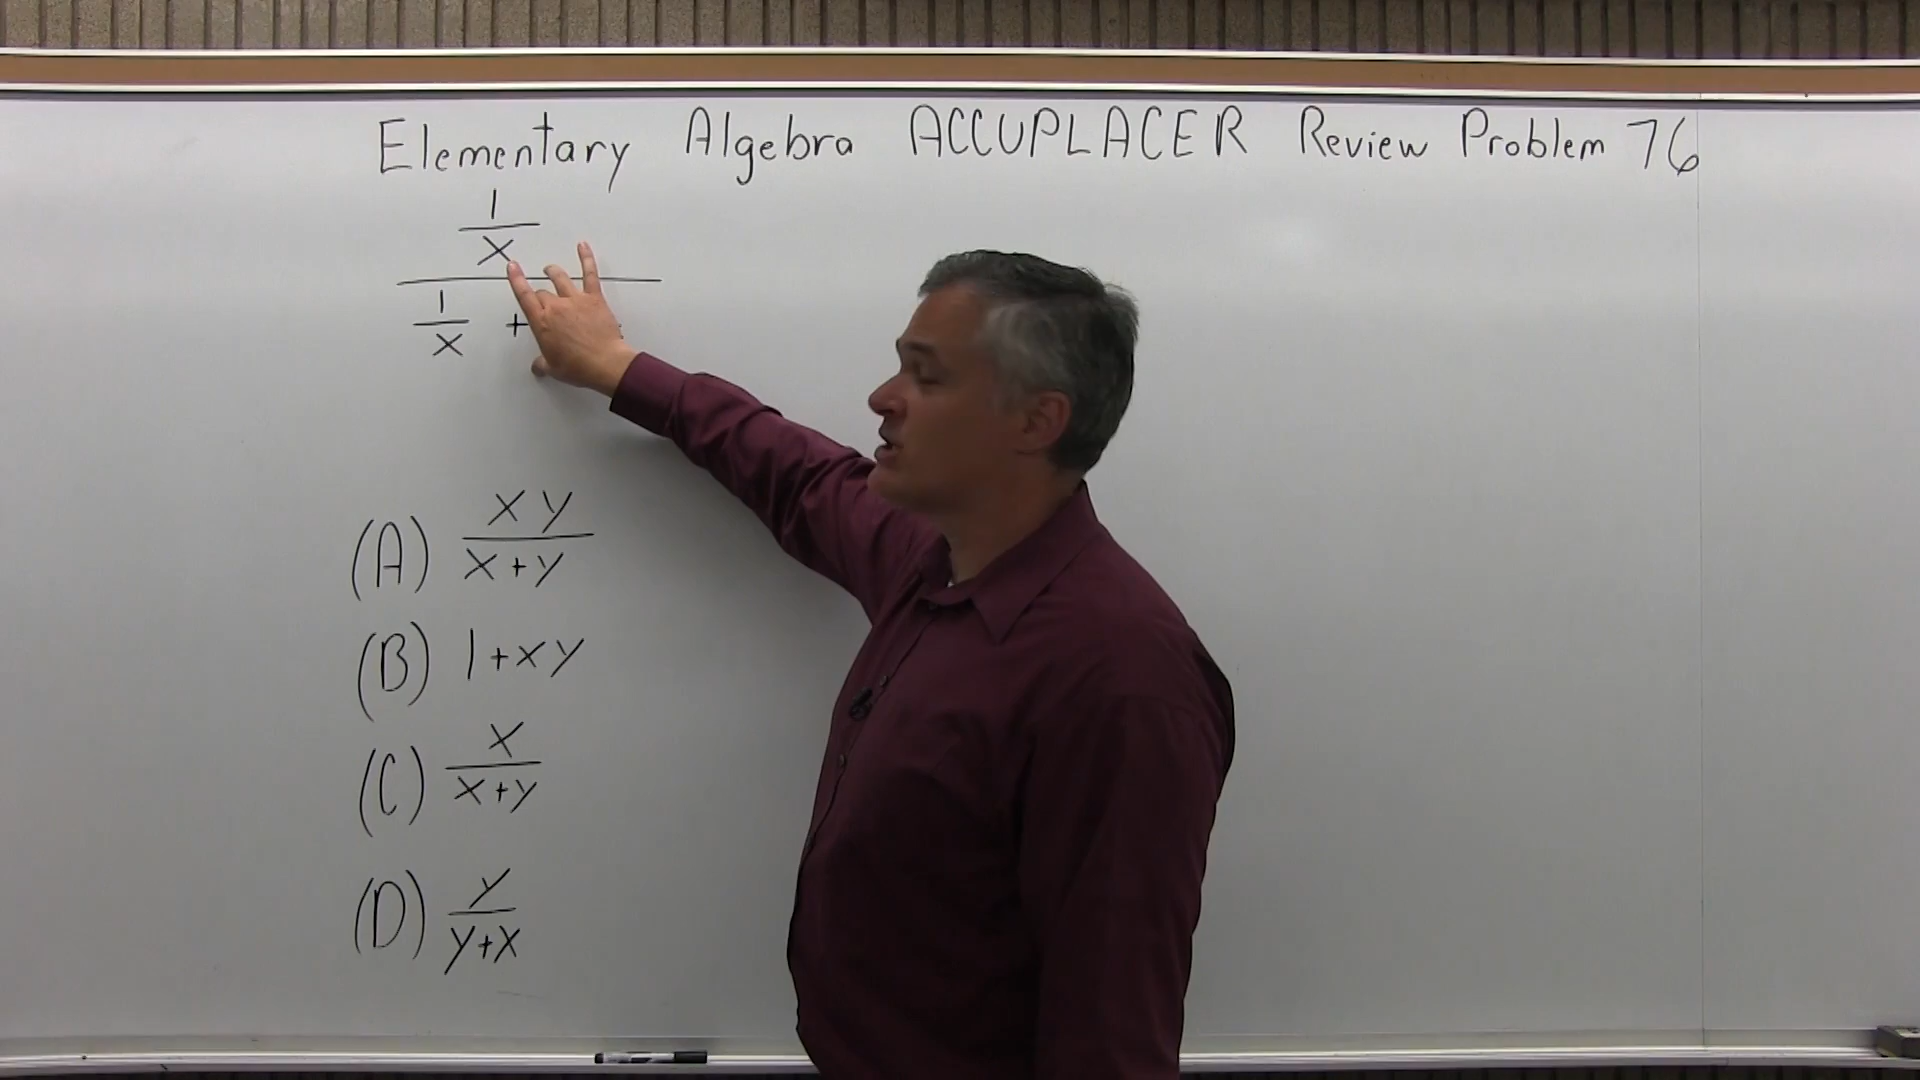 Elementary Algebra ACCUPLACER Review Problem 76
1
x
1
x +
(A) xy
x+y
(B) 1+xy
(C) x
x+y
(D) y
y+x